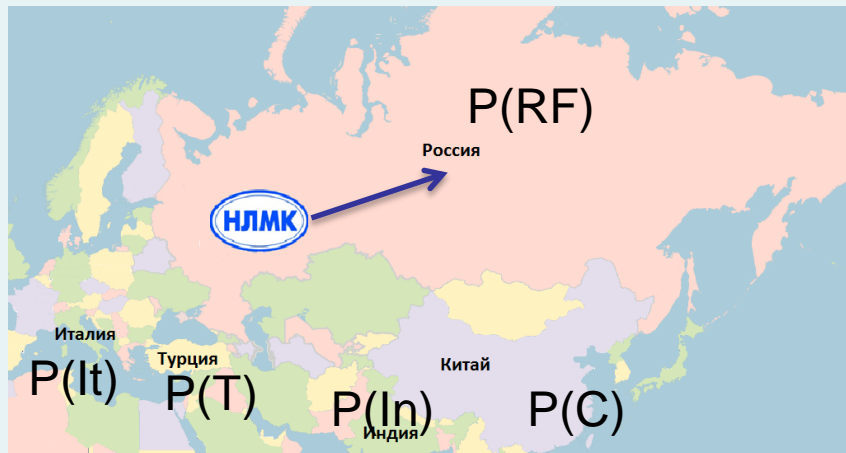 P(RF)
Россия
НЛМК
Италия
P(It)
Турция
P(T)
Китай
P(In)
Индия
P(C)